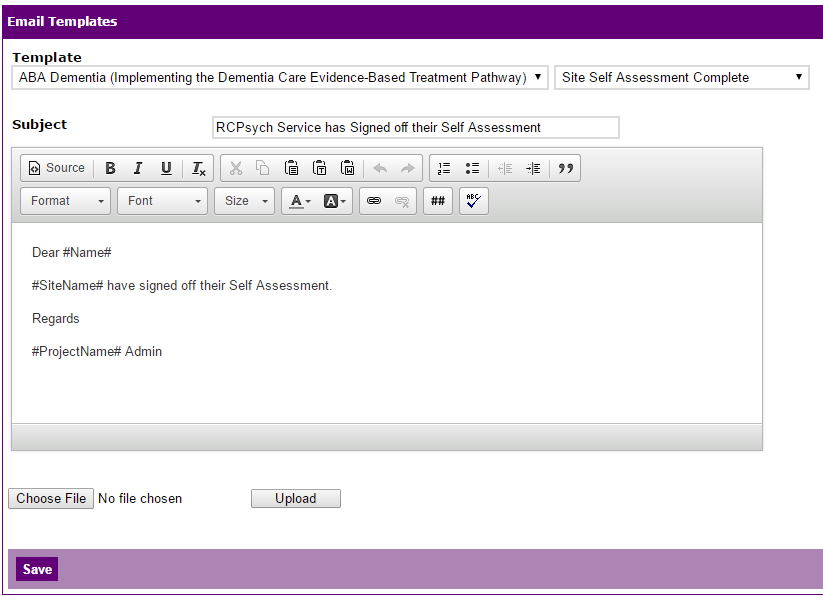 Email Templates
Template
ABA Dementia (Implementing the Dementia Care Evidence-Based Treatment Pathway) Site Self Assessment Complete
Subject RCPsych Service has Signed off their Self Assessment
Source B I U Tx
Format Font Size A A ## ABC
Dear #Name#
#SiteName# have signed off their Self Assessment.
Regards
#ProjectName# Admin
Choose File No file chosen Upload
Save